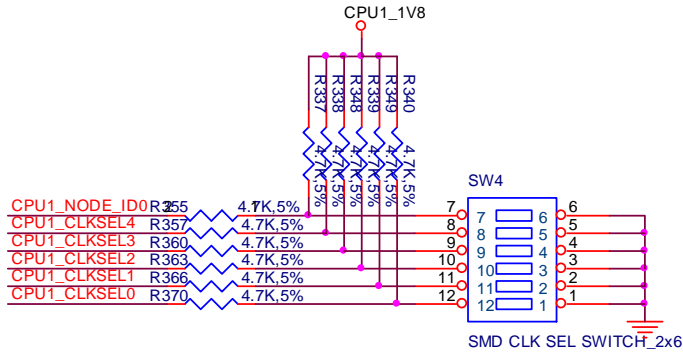 CPU1_1V8
R337
R338
R348
R339
R349
R340
4.7K,5%
4.7K,5%
4.7K,5%
4.7K,5%
4.7K,5%
4.7K,5%
SW4
CPU1_NODE_ID0 R355 2 1 4.7K,5% 7 7 6 6
CPU1_CLKSEL4 R357 4.7K,5% 8 8 5 5
CPU1_CLKSEL3 R360 4.7K,5% 9 9 4 4
CPU1_CLKSEL2 R363 4.7K,5% 10 10 3 3
CPU1_CLKSEL1 R366 4.7K,5% 11 11 2 2
CPU1_CLKSEL0 R370 4.7K,5% 12 12 1 1
SMD CLK SEL SWITCH_2x6